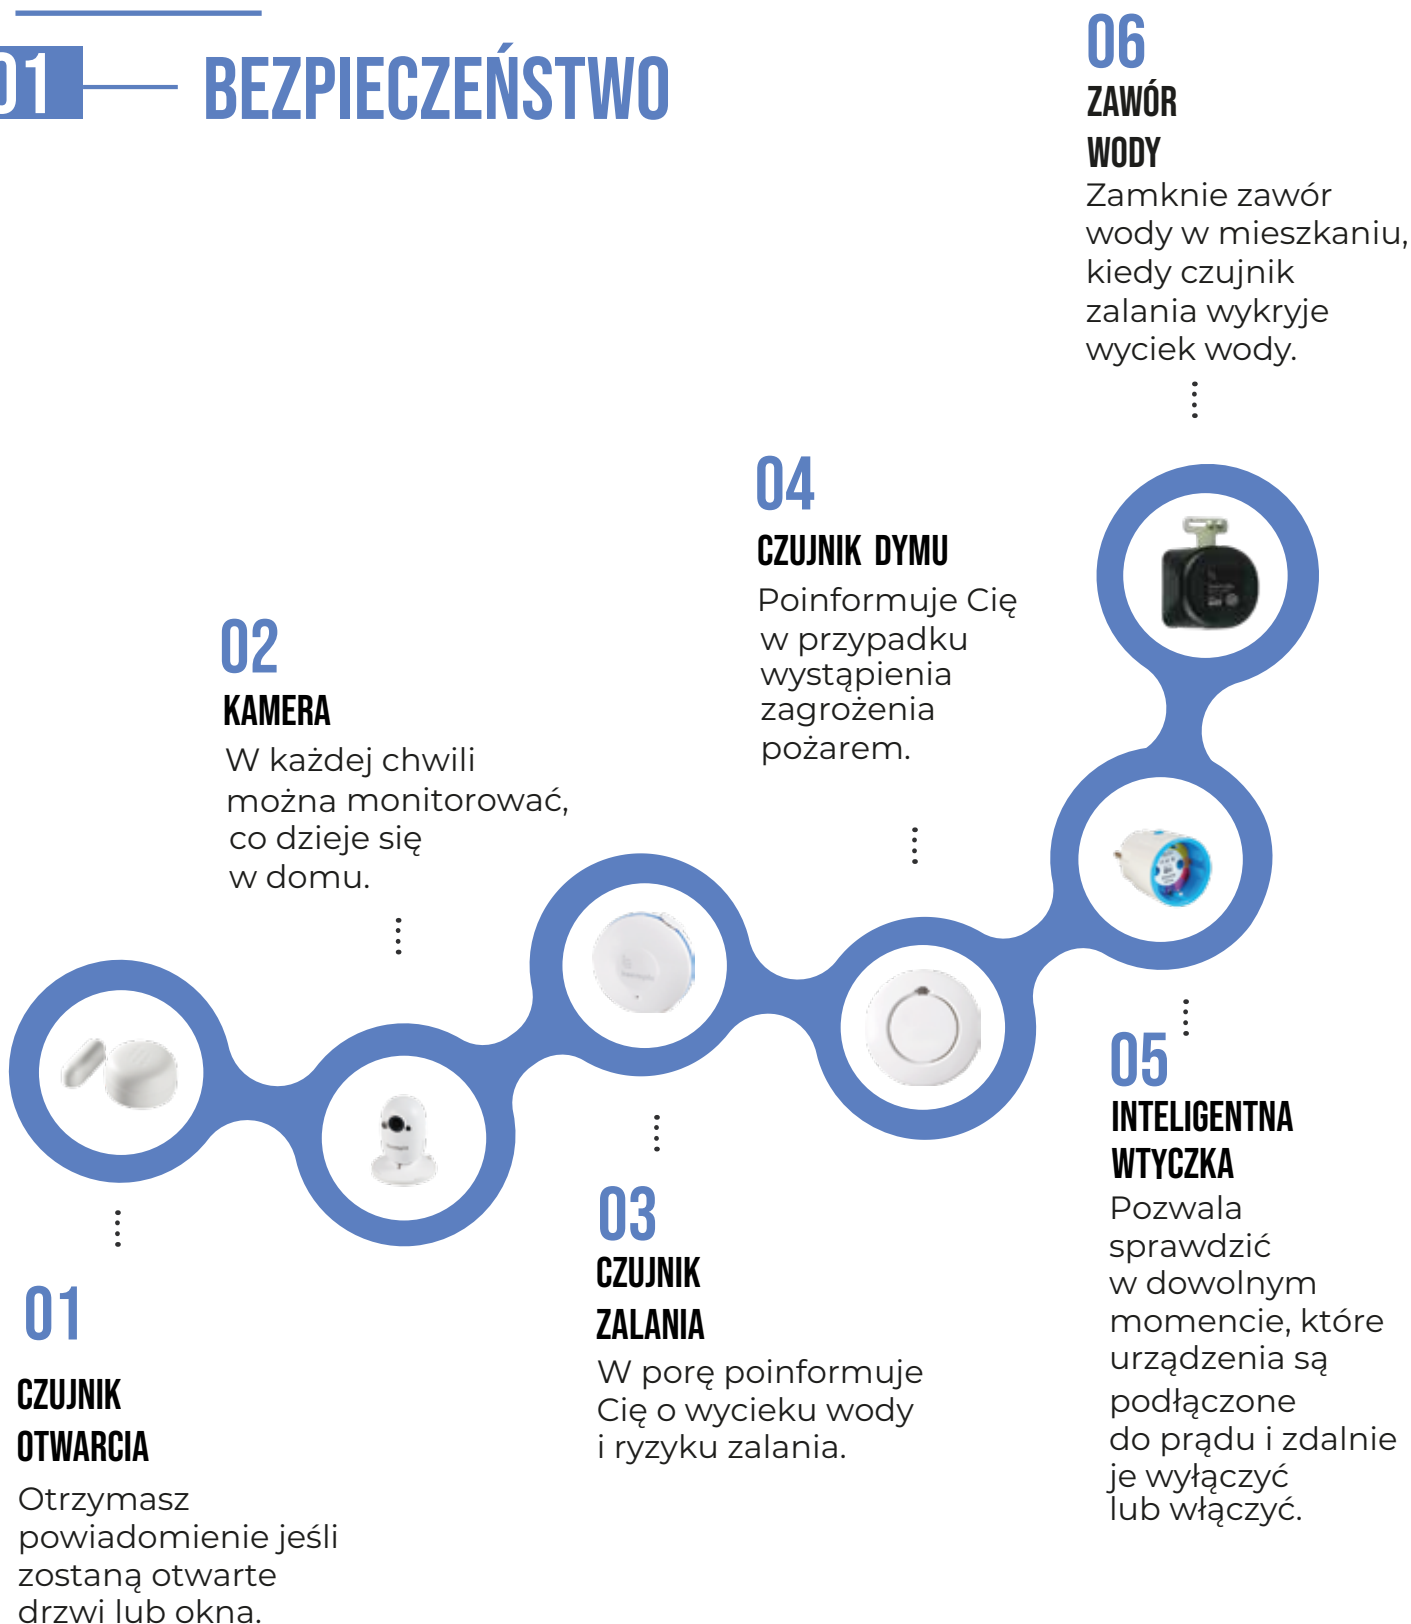 01
BEZPIECZEŃSTWO
06
ZAWÓR
WODY
Zamknie zawór
wody w mieszkaniu,
kiedy czujnik
zalania wykryje
wyciek wody.
04
CZUJNIK DYMU
Poinformuje Cię
w przypadku
wystąpienia
zagrożenia
pożarem.
02
KAMERA
W każdej chwili
można monitorować,
co dzieje się
w domu.
05
INTELIGENTNA
WTYCZKA
Pozwala
sprawdzić
w dowolnym
momencie, które
urządzenia są
podłączone
do prądu i zdalnie
je wyłączyć
lub włączyć.
03
CZUJNIK
ZALANIA
W porę poinformuje
Cię o wycieku wody
i ryzyku zalania.
01
CZUJNIK
OTWARCIA
Otrzymasz
powiadomienie jeśli
zostaną otwarte
drzwi lub okna.